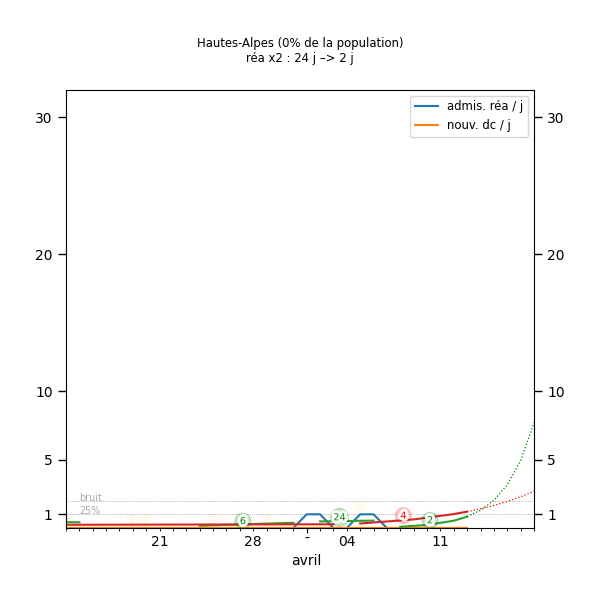 Hautes-Alpes (0% de la population)
réa x2 : 24 j –> 2 j
admis. réa / j
nouv. dc / j
30 30
20 20
10 10
5 5
bruit
25%
1 1
6 24 4 2
21 28 - 04 11
avril